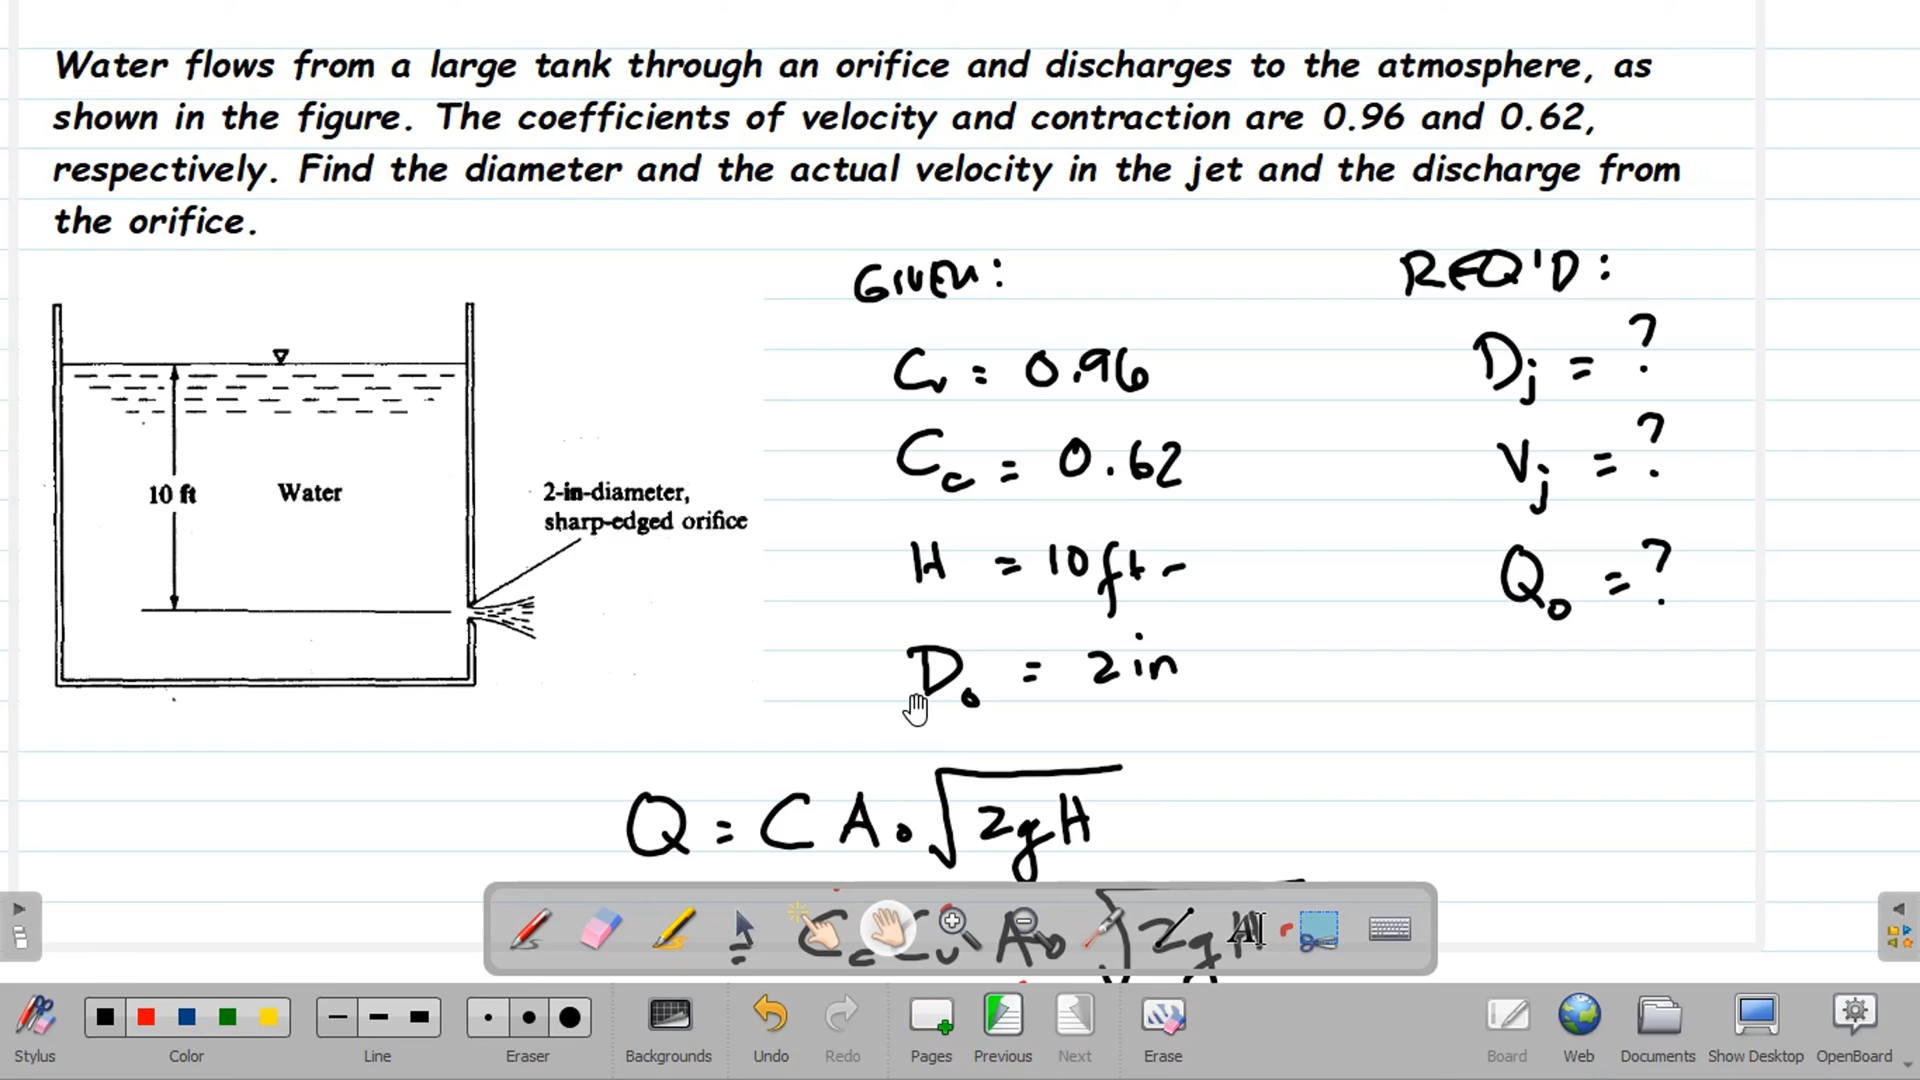 Water flows from a large tank through an orifice and discharges to the atmosphere, as
shown in the figure. The coefficients of velocity and contraction are 0.96 and 0.62,
respectively. Find the diameter and the actual velocity in the jet and the discharge from
the orifice.
GIVEN:
REQ'D:
Cv = 0.96
Dj = ?
Cc = 0.62
Vj = ?
H = 10ft
Qo = ?
Do = 2in
10 ft
Water
2-in-diameter,
sharp-edged orifice
Q = C Ao √2gH
= Cc Cv Ao √2gH
Stylus
Color
Line
Eraser
Backgrounds
Undo
Redo
Pages
Previous
Next
Erase
Board
Web
Documents
Show Desktop
OpenBoard